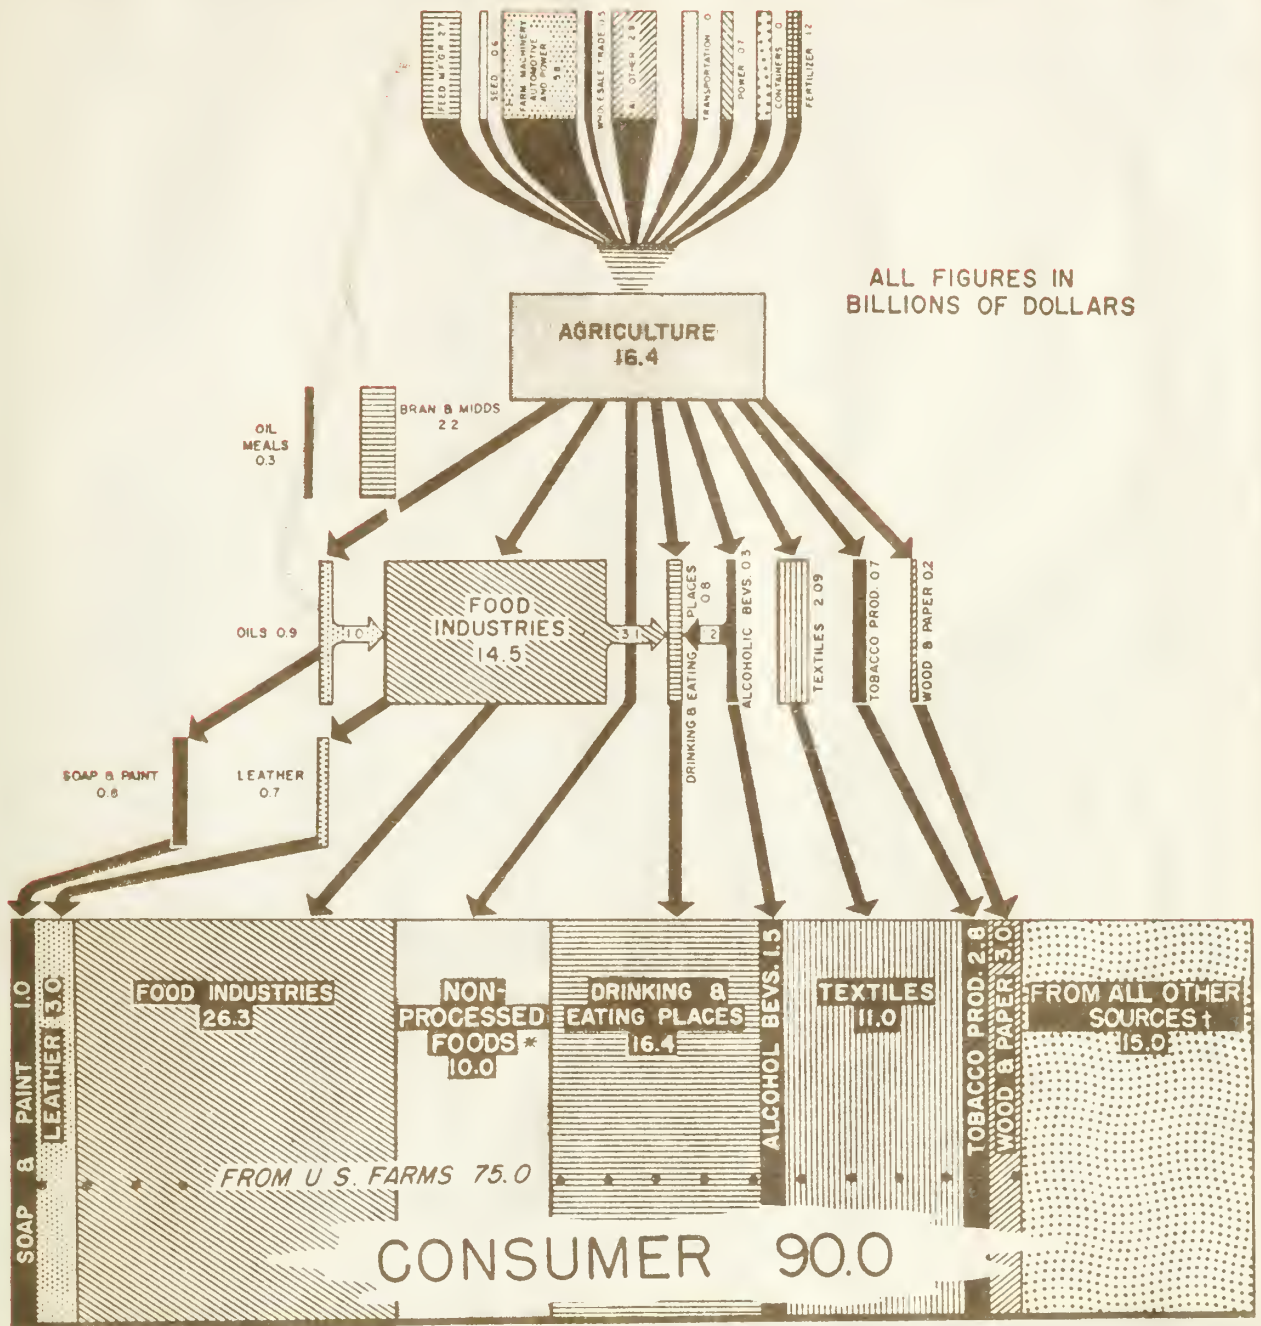 FEED MF'G'R 2.7
SEED 0.6
FARM MACHINERY
AUTOMOTIVE
AND POWER
5.8
WHOLESALE TRADE
OTHER
TRANSPORTATION
POWER 0.7
CONTAINERS
FERTILIZER 1.2
ALL FIGURES IN
BILLIONS OF DOLLARS
AGRICULTURE
16.4
OIL
MEALS
0.3
BRAN & MIDDS
2.2
OILS 0.9
1.0
FOOD
INDUSTRIES
14.5
3.1
DRINKING & EATING PLACES
0.8
ALCOHOLIC BEVS. 0.3
TEXTILES 2.09
TOBACCO PROD. 0.7
WOOD & PAPER 0.2
SOAP & PAINT
LEATHER
0.7
SOAP & PAINT 1.0
LEATHER 3.0
FOOD INDUSTRIES
26.3
NON-
PROCESSED
FOODS *
10.0
DRINKING &
EATING PLACES
16.4
ALCOHOL BEVS. 1.5
TEXTILES
11.0
TOBACCO PROD. 2.8
WOOD & PAPER 3.0
FROM ALL OTHER
SOURCES †
15.0
FROM U S. FARMS 75.0
CONSUMER 90.0